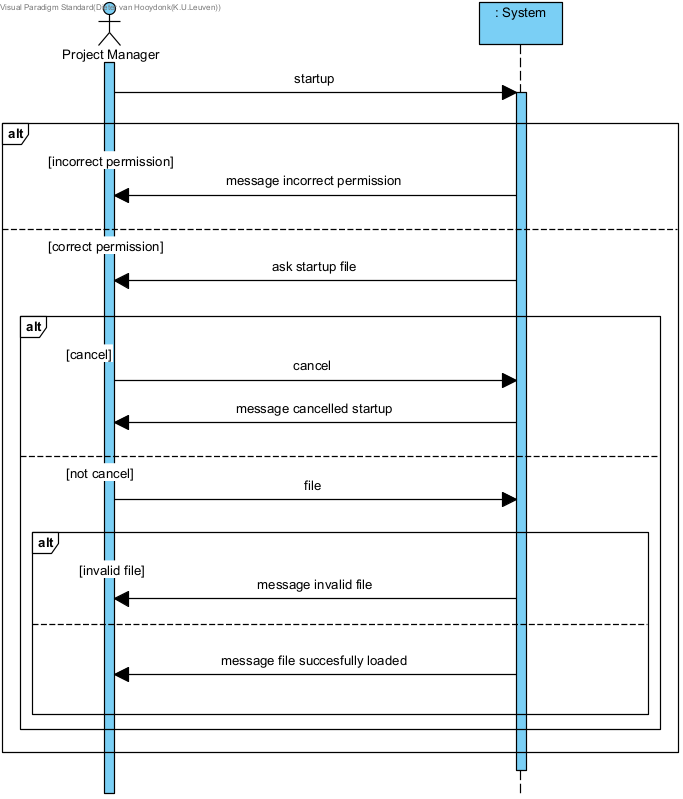 Visual Paradigm Standard(Dieter van Hooydonk(K.U.Leuven))
: System
Project Manager
startup
alt
[incorrect permission]
message incorrect permission
[correct permission]
ask startup file
alt
[cancel]
cancel
message cancelled startup
[not cancel]
file
alt
[invalid file]
message invalid file
message file succesfully loaded